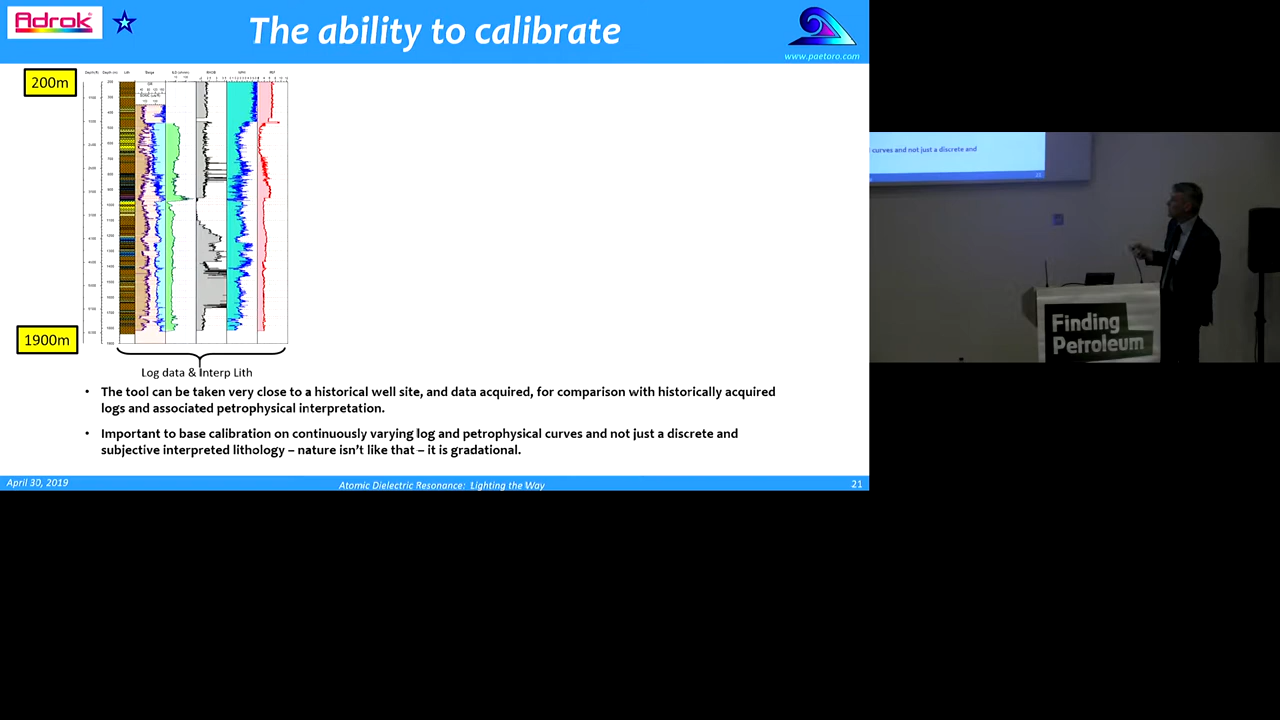 Adrok
The ability to calibrate
www.paetoro.com
200m
1900m
Log data & Interp Lith
• The tool can be taken very close to a historical well site, and data acquired, for comparison with historically acquired
logs and associated petrophysical interpretation.
• Important to base calibration on continuously varying log and petrophysical curves and not just a discrete and
subjective interpreted lithology – nature isn't like that – it is gradational.
April 30, 2019
Atomic Dielectric Resonance: Lighting the Way
21
curves and not just a discrete and
Finding
Petroleum